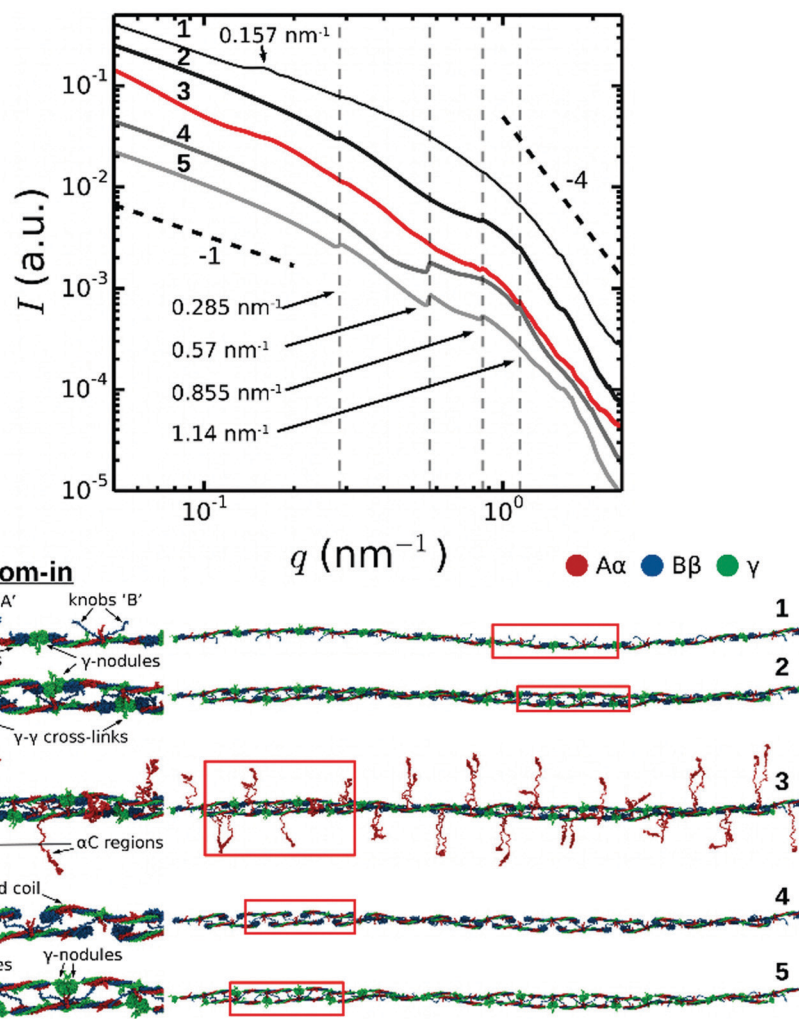 1
0.157 nm-1
2
3
4
5
10-1
10-2
10-3
10-4
10-5
-4
-1
0.285 nm-1
0.57 nm-1
0.855 nm-1
1.14 nm-1
I (a.u.)
10-1
100
q (nm−1)
om-in
Aα Bβ γ
A’ knobs ‘B’
1
γ-nodules
2
γ-γ cross-links
3
αC regions
d coil
4
γ-nodules
es
5